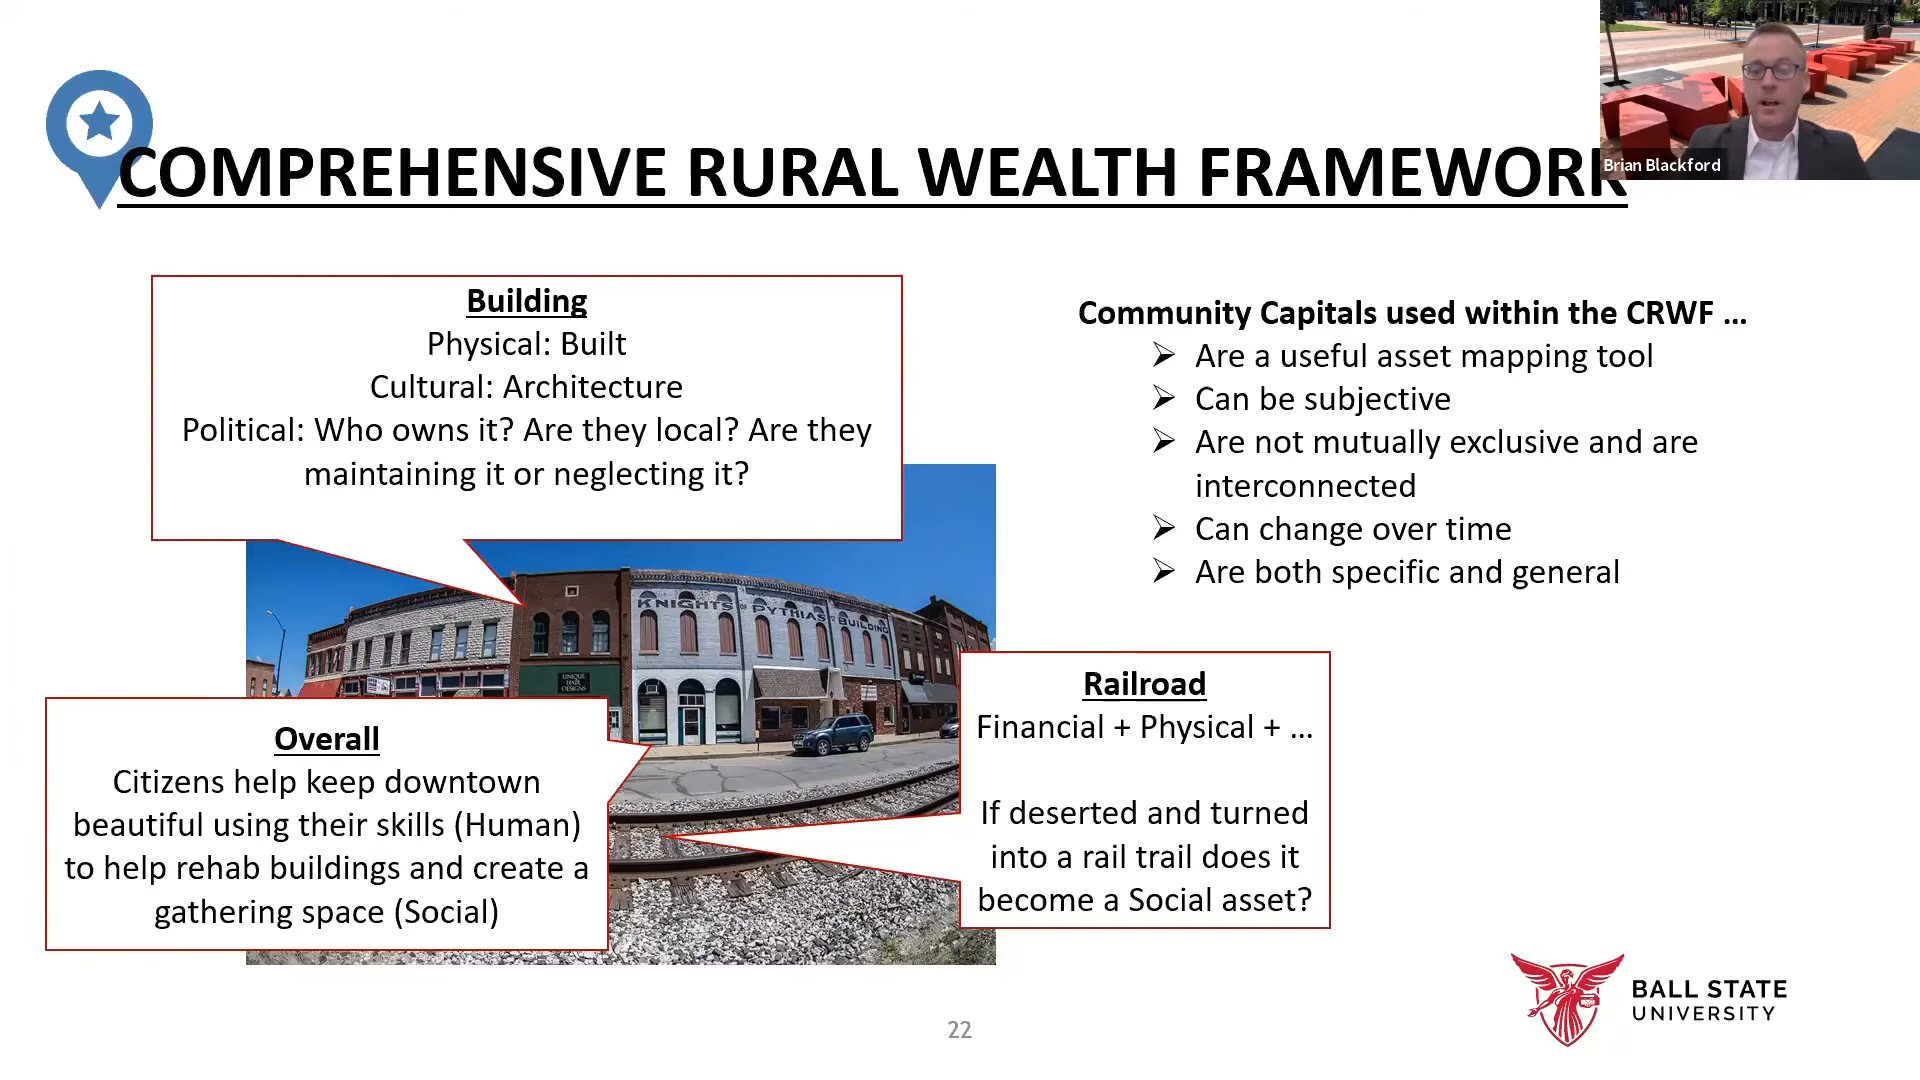 Brian Blackford
COMPREHENSIVE RURAL WEALTH FRAMEWORK
Building
Physical: Built
Cultural: Architecture
Political: Who owns it? Are they local? Are they
maintaining it or neglecting it?
Community Capitals used within the CRWF ...
➢ Are a useful asset mapping tool
➢ Can be subjective
➢ Are not mutually exclusive and are
interconnected
➢ Can change over time
➢ Are both specific and general
KNIGHTS OF PYTHIAS BUILDING
UNIQUE
HAIR
DESIGNS
Overall
Citizens help keep downtown
beautiful using their skills (Human)
to help rehab buildings and create a
gathering space (Social)
Railroad
Financial + Physical + ...
If deserted and turned
into a rail trail does it
become a Social asset?
BALL STATE
UNIVERSITY
22